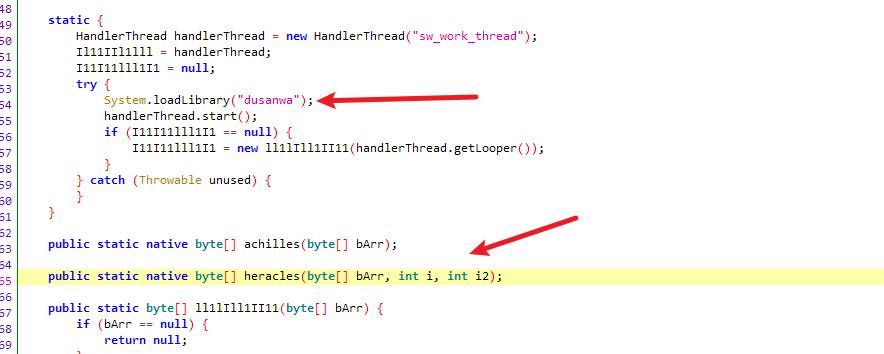 48
49 static {
50 HandlerThread handlerThread = new HandlerThread("sw_work_thread");
51 Il11IIl1lll = handlerThread;
52 I11I11lll1I1 = null;
53 try {
54 System.loadLibrary("dusanwa");
55 handlerThread.start();
56 if (I11I11lll1I1 == null) {
57 I11I11lll1I1 = new ll1lIll1II11(handlerThread.getLooper());
58 }
59 } catch (Throwable unused) {
60 }
61 }
62
63 public static native byte[] achilles(byte[] bArr);
64
65 public static native byte[] heracles(byte[] bArr, int i, int i2);
66
67 public static byte[] ll1lIll1II11(byte[] bArr) {
68 if (bArr == null) {
69 return null;
}